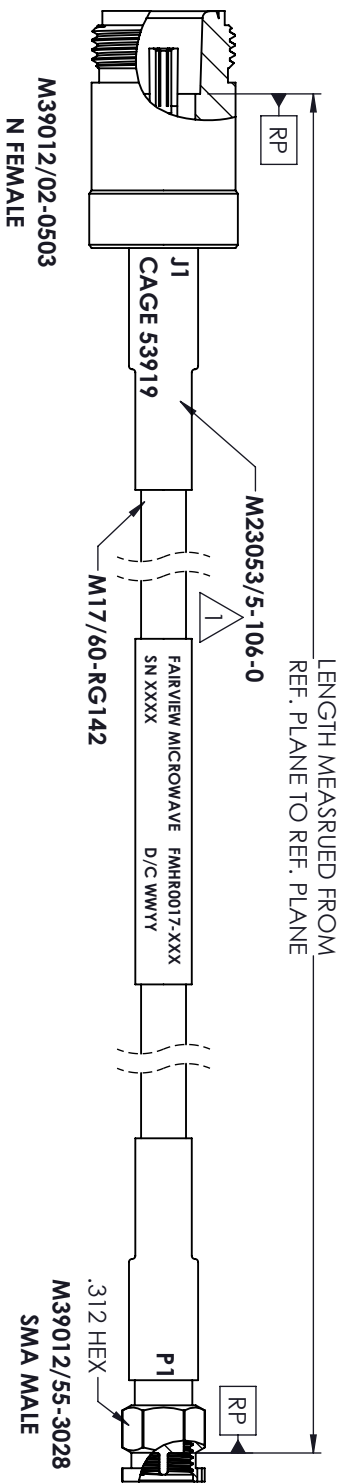 LENGTH MEASRUED FROM
REF. PLANE TO REF. PLANE
RP
RP
M23053/5-106-0
1
J1
CAGE 53919
FAIRVIEW MICROWAVE FMHR0017-XXX
SN XXXX D/C WWYY
P1
.312 HEX
M17/60-RG142
M39012/02-0503
N FEMALE
M39012/55-3028
SMA MALE